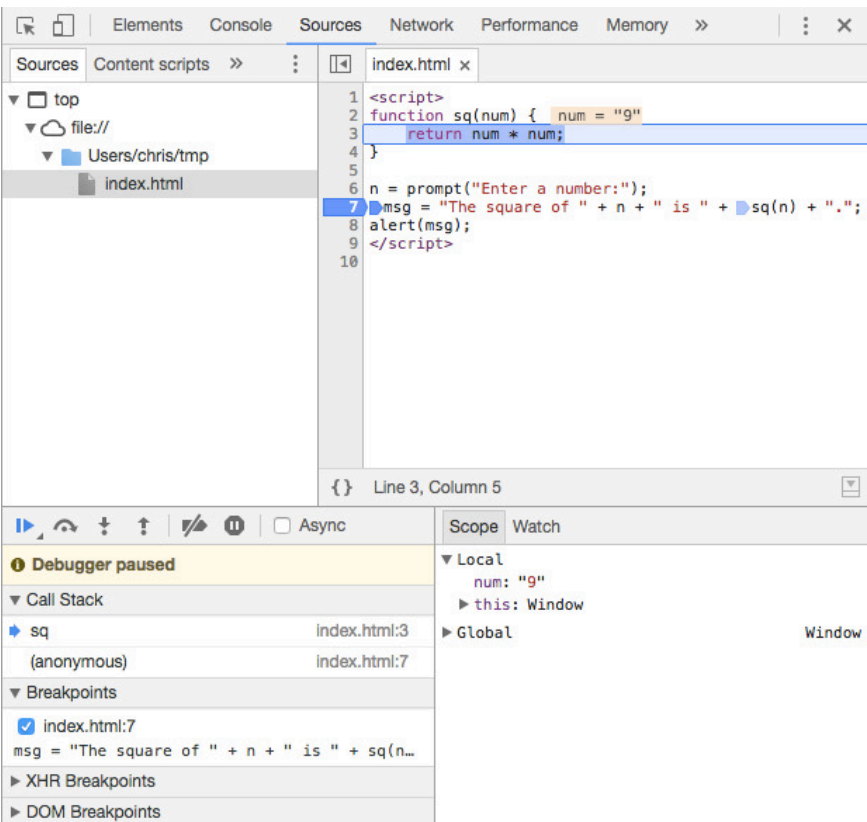 Elements Console Sources Network Performance Memory »
Sources Content scripts »
index.html ×
top
file://
Users/chris/tmp
index.html
1 <script>
2 function sq(num) { num = "9"
3 return num * num;
4 }
5
6 n = prompt("Enter a number:");
7 msg = "The square of " + n + " is " + sq(n) + ".";
8 alert(msg);
9 </script>
10
{} Line 3, Column 5
Async
Debugger paused
Call Stack
sq index.html:3
(anonymous) index.html:7
Breakpoints
index.html:7
msg = "The square of " + n + " is " + sq(n…
XHR Breakpoints
DOM Breakpoints
Scope Watch
Local
num: "9"
this: Window
Global Window